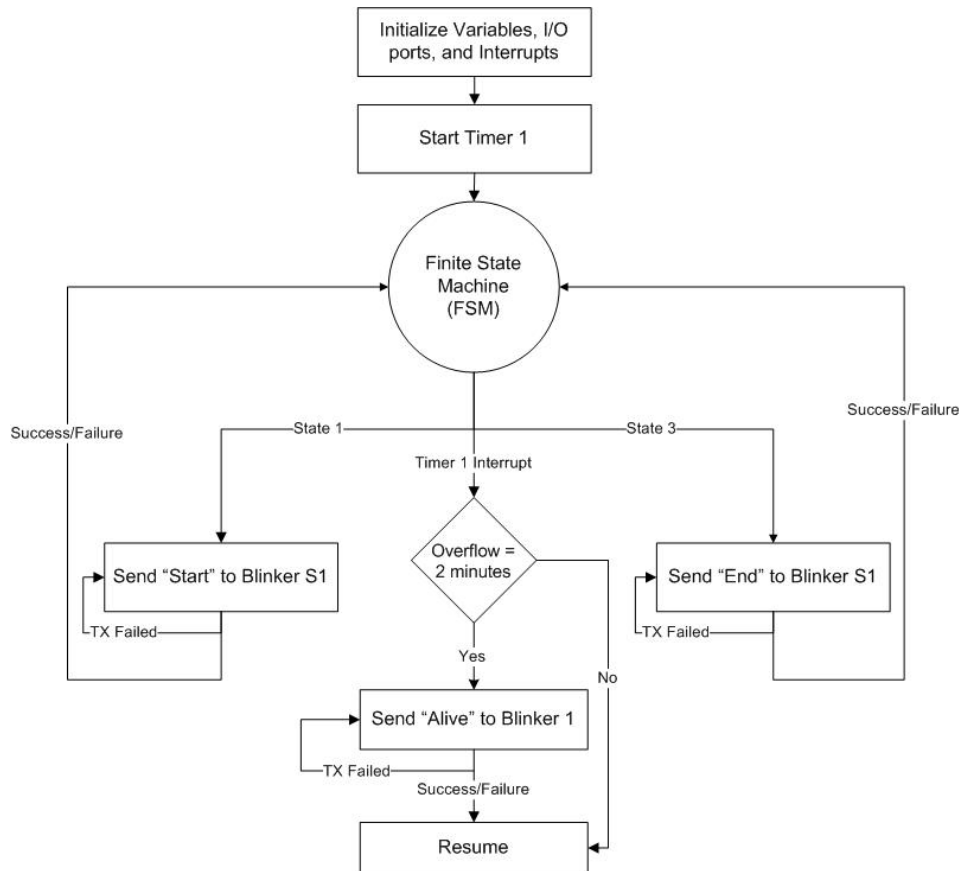 Initialize Variables, I/O
ports, and Interrupts
Start Timer 1
Finite State
Machine
(FSM)
Success/Failure
Success/Failure
State 1
State 3
Timer 1 Interrupt
Overflow =
2 minutes
Send “Start” to Blinker S1
Send “End” to Blinker S1
TX Failed
TX Failed
Yes
No
Send “Alive” to Blinker 1
TX Failed
Success/Failure
Resume